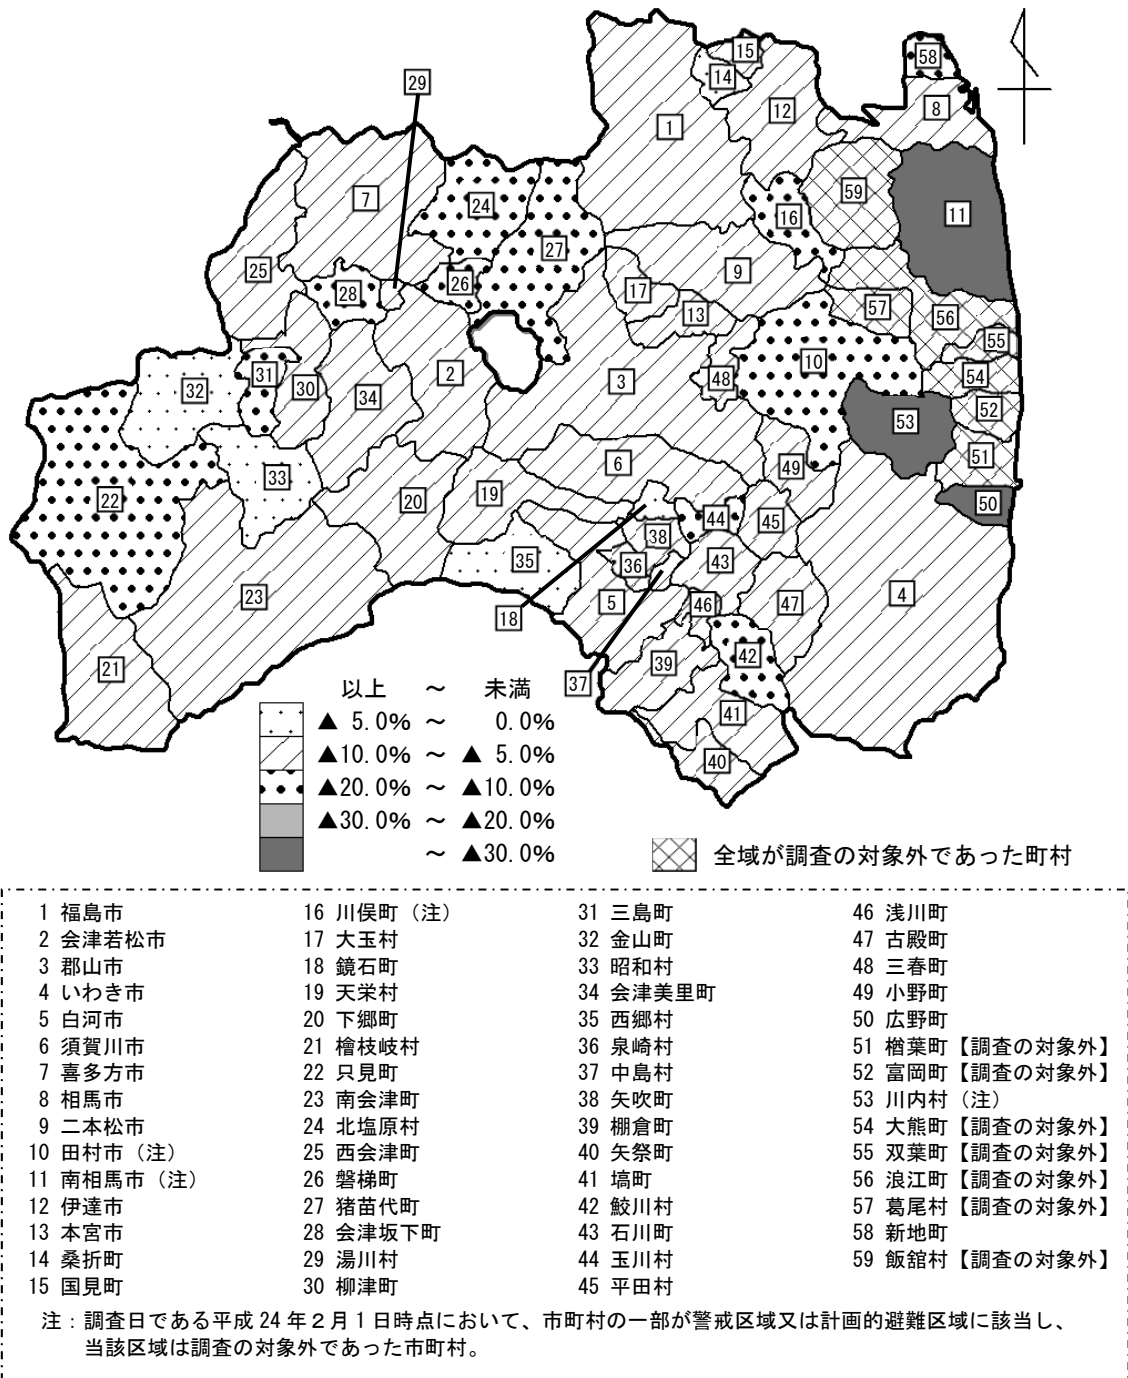 58
15
29
14
8
12
1
59
7
24
16
11
27
9
25
26
28
17
57
13
56
55
10
31
48
54
2
3
32
30
34
52
53
6
51
49
33
22
19
20
50
44
45
38
35
36
43
23
4
5
46
47
18
42
39
21
37
41
40
以上 ～ 未満
▲ 5.0% ～ 0.0%
▲10.0% ～ ▲ 5.0%
▲20.0% ～ ▲10.0%
▲30.0% ～ ▲20.0%
～ ▲30.0%
全域が調査の対象外であった町村
1 福島市
2 会津若松市
3 郡山市
4 いわき市
5 白河市
6 須賀川市
7 喜多方市
8 相馬市
9 二本松市
10 田村市（注）
11 南相馬市（注）
12 伊達市
13 本宮市
14 桑折町
15 国見町
16 川俣町（注）
17 大玉村
18 鏡石町
19 天栄村
20 下郷町
21 檜枝岐村
22 只見町
23 南会津町
24 北塩原村
25 西会津町
26 磐梯町
27 猪苗代町
28 会津坂下町
29 湯川村
30 柳津町
31 三島町
32 金山町
33 昭和村
34 会津美里町
35 西郷村
36 泉崎村
37 中島村
38 矢吹町
39 棚倉町
40 矢祭町
41 塙町
42 鮫川村
43 石川町
44 玉川村
45 平田村
46 浅川町
47 古殿町
48 三春町
49 小野町
50 広野町
51 楢葉町【調査の対象外】
52 富岡町【調査の対象外】
53 川内村（注）
54 大熊町【調査の対象外】
55 双葉町【調査の対象外】
56 浪江町【調査の対象外】
57 葛尾村【調査の対象外】
58 新地町
59 飯舘村【調査の対象外】
注：調査日である平成 24 年２月１日時点において、市町村の一部が警戒区域又は計画的避難区域に該当し、
当該区域は調査の対象外であった市町村。